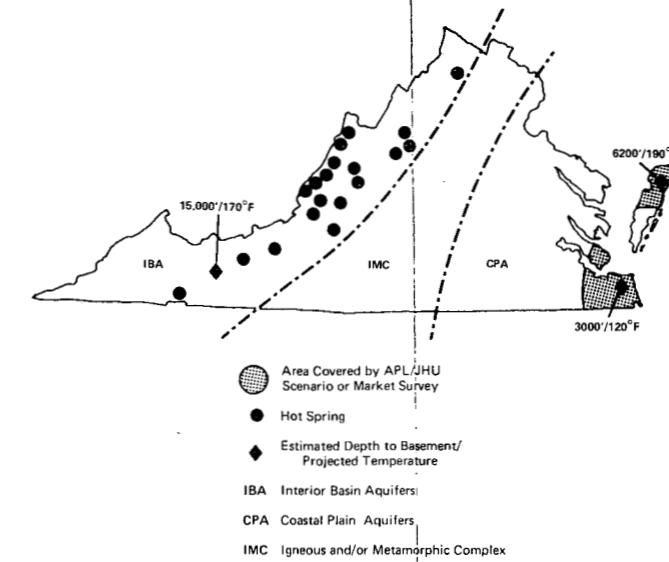 6200'/190°
15,000'/170°F
IBA
IMC
CPA
3000'/120°F
Area Covered by APL/JHU
Scenario or Market Survey
Hot Spring
Estimated Depth to Basement/
Projected Temperature
IBA Interior Basin Aquifers
CPA Coastal Plain Aquifers
IMC Igneous and/or Metamorphic Complex